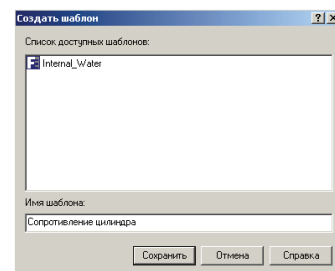 Создать шаблон
Список доступных шаблонов:
Internal_Water
Имя шаблона:
Сопротивление цилиндра
Сохранить Отмена Справка